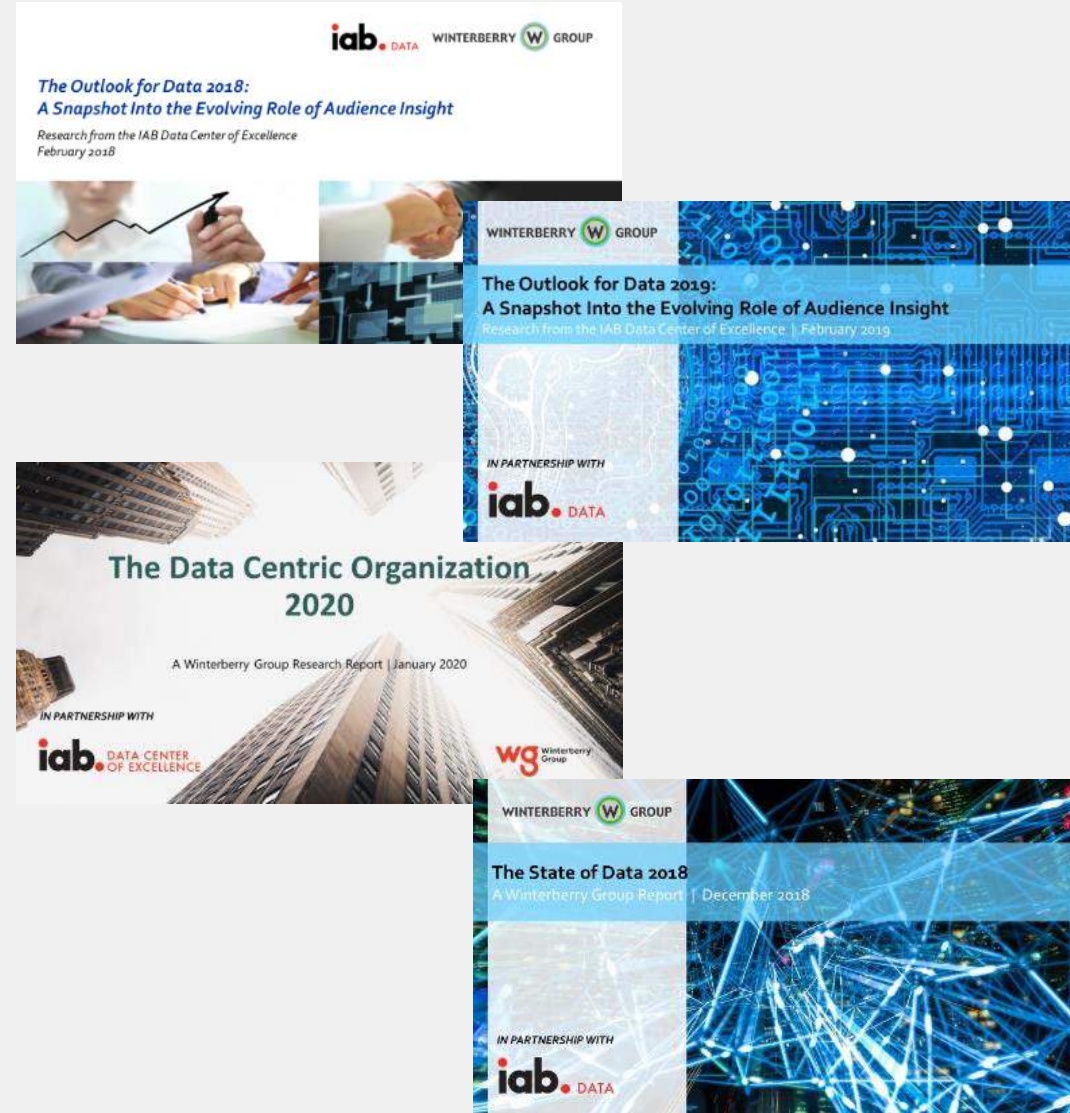 iab. DATA WINTERBERRY W GROUP
The Outlook for Data 2018:
A Snapshot Into the Evolving Role of Audience Insight
Research from the IAB Data Center of Excellence
February 2018
WINTERBERRY W GROUP
The Outlook for Data 2019:
A Snapshot Into the Evolving Role of Audience Insight
Research from the IAB Data Center of Excellence | February 2019
IN PARTNERSHIP WITH
iab. DATA
The Data Centric Organization
2020
A Winterberry Group Research Report | January 2020
IN PARTNERSHIP WITH
iab. DATA CENTER
OF EXCELLENCE
wg Winterberry
Group
WINTERBERRY W GROUP
The State of Data 2018
A Winterberry Group Report | December 2018
IN PARTNERSHIP WITH
iab. DATA